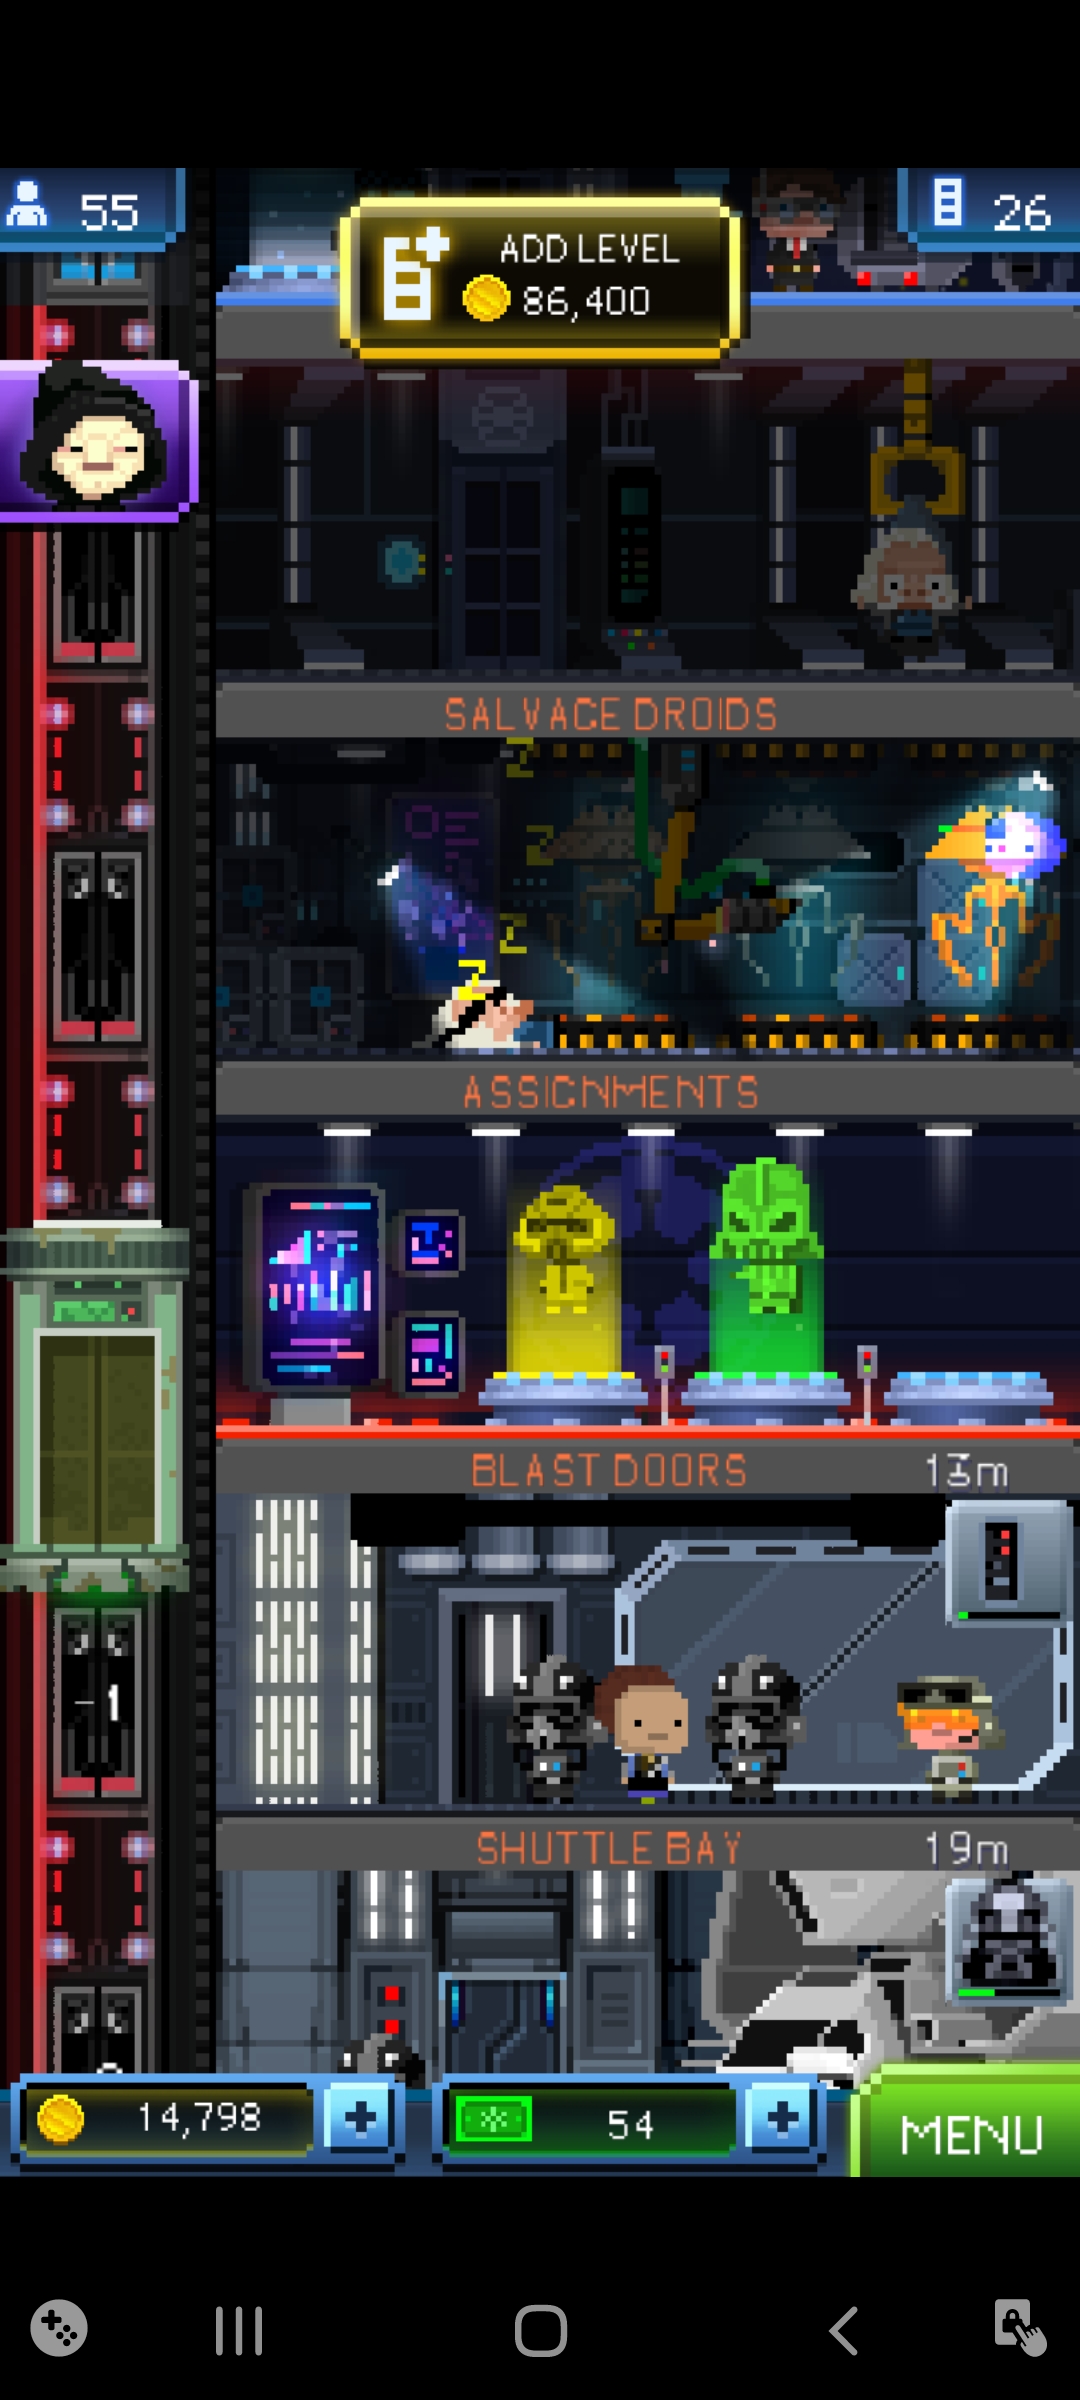 55
ADD LEVEL
86,400
26
SALVAGE DROIDS
Z
Z
Z
Z
ASSIGNMENTS
BLAST DOORS
13m
-1
SHUTTLE BAY
19m
14,798
+
54
+
MENU